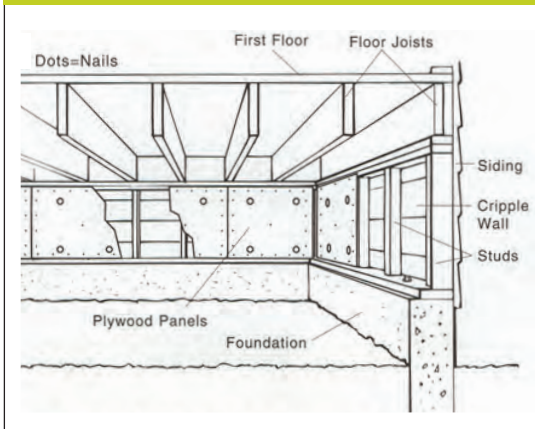 First Floor
Floor Joists
Dots=Nails
Siding
Cripple
Wall
Studs
Plywood Panels
Foundation